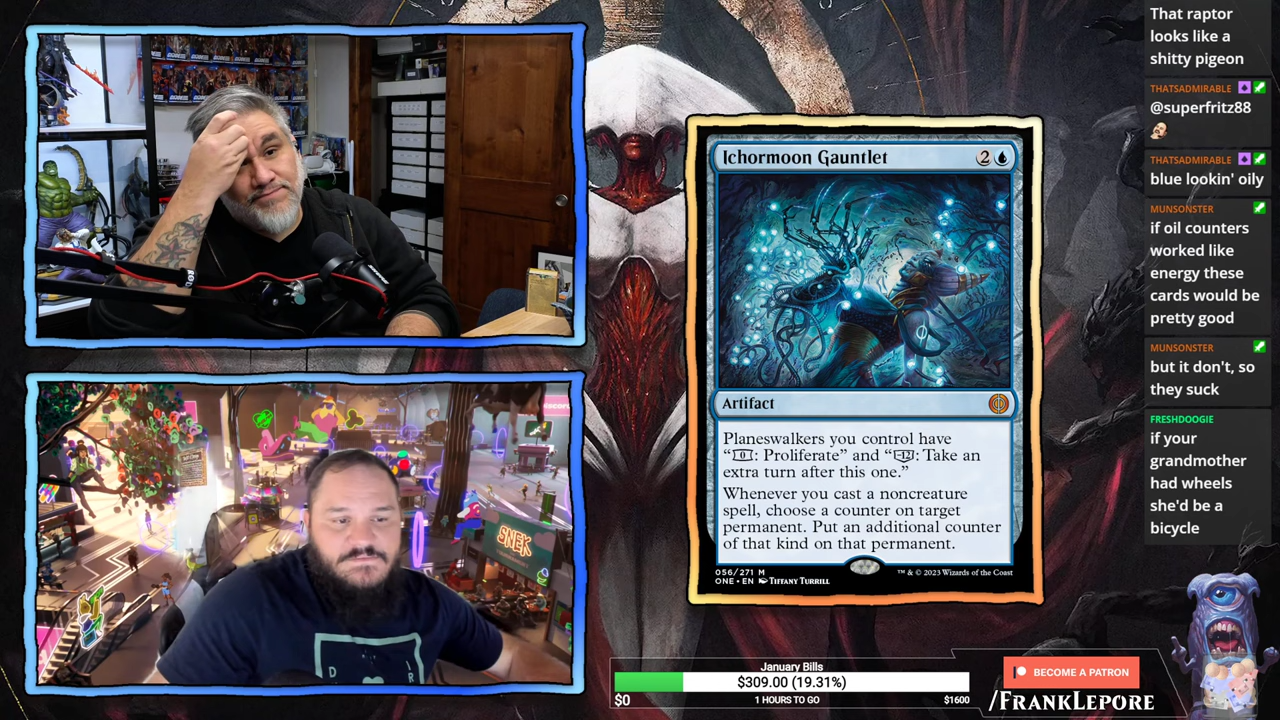 Ichormoon Gauntlet
2
Artifact
Planeswalkers you control have
“0: Proliferate” and “-12: Take an
extra turn after this one.”
Whenever you cast a noncreature
spell, choose a counter on target
permanent. Put an additional counter
of that kind on that permanent.
056/271 M
ONE • EN TIFFANY TURRILL
™ & © 2023 Wizards of the Coast
That raptor
looks like a
shitty pigeon
THATSADMIRABLE
@superfritz88
THATSADMIRABLE
blue lookin' oily
MUNSONSTER
if oil counters
worked like
energy these
cards would be
pretty good
MUNSONSTER
but it don't, so
they suck
FRESHDOOGIE
if your
grandmother
had wheels
she'd be a
bicycle
SNEK
D I
R
January Bills
$309.00 (19.31%)
$0
1 HOURS TO GO
$1600
BECOME A PATRON
/FRANKLEPORE